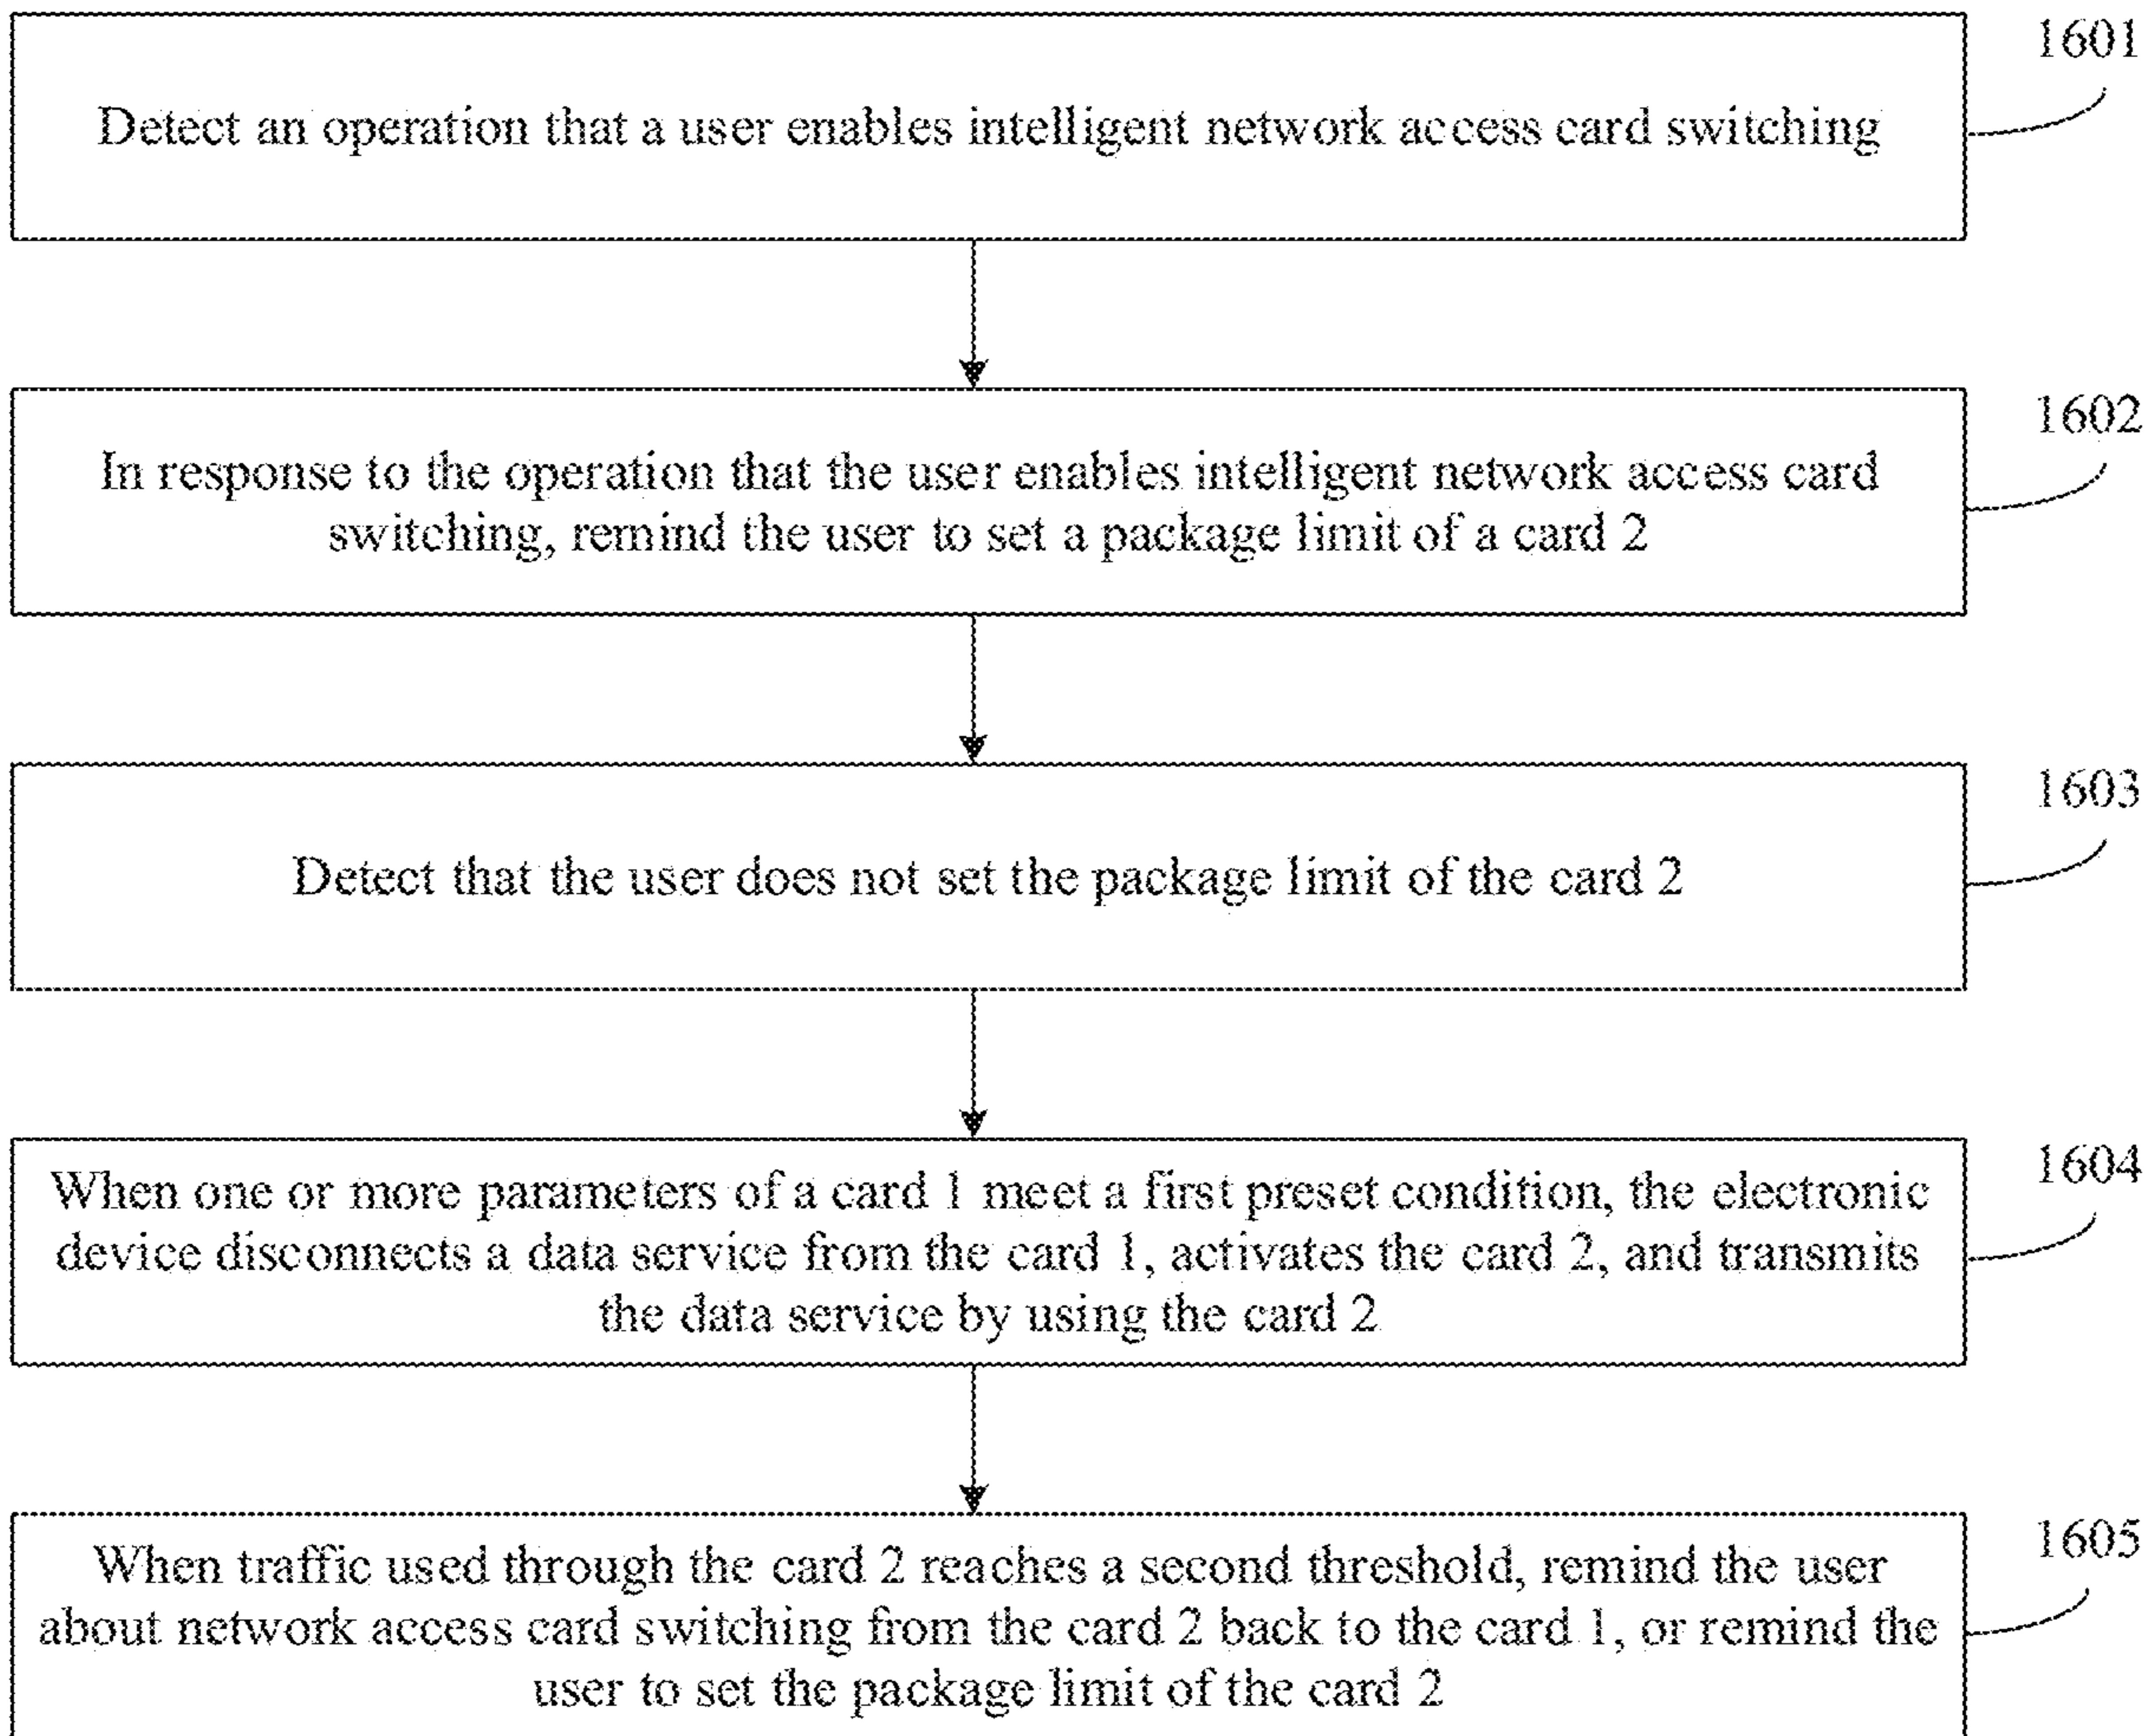 1601
Detect an operation that a user enables intelligent network access card switching
1602
In response to the operation that the user enables intelligent network access card
switching, remind the user to set a package limit of a card 2
1603
Detect that the user does not set the package limit of the card 2
1604
When one or more parameters of a card 1 meet a first preset condition, the electronic
device disconnects a data service from the card 1, activates the card 2, and transmits
the data service by using the card 2
1605
When traffic used through the card 2 reaches a second threshold, remind the user
about network access card switching from the card 2 back to the card 1, or remind the
user to set the package limit of the card 2